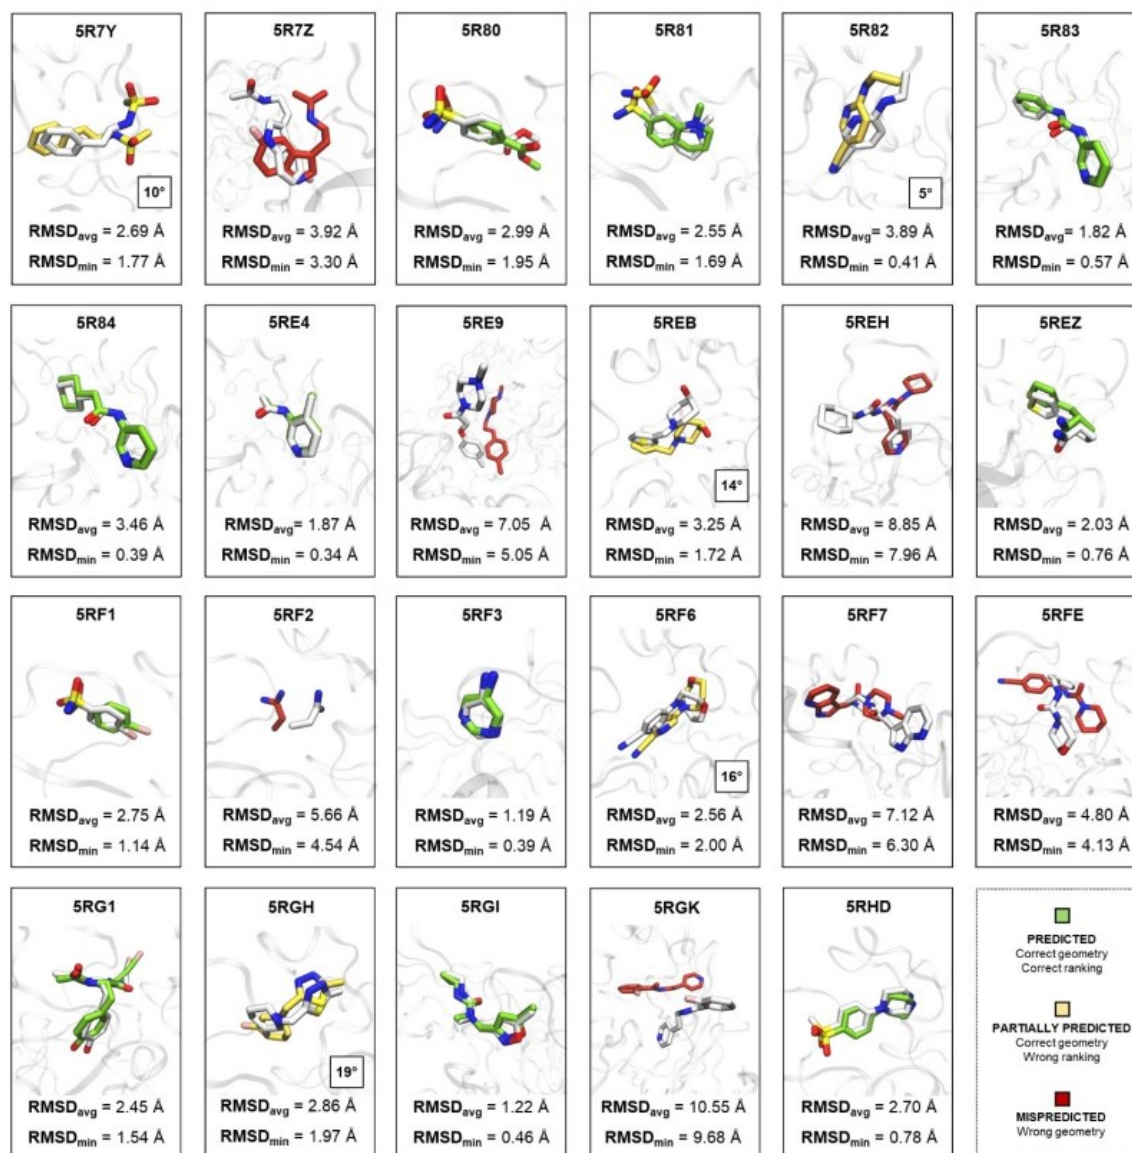 5R7Y
5R7Z
5R80
5R81
5R82
5R83
10°
5°
RMSDavg = 2.69 Å
RMSDmin = 1.77 Å
RMSDavg = 3.92 Å
RMSDmin = 3.30 Å
RMSDavg = 2.99 Å
RMSDmin = 1.95 Å
RMSDavg = 2.55 Å
RMSDmin = 1.69 Å
RMSDavg = 3.89 Å
RMSDmin = 0.41 Å
RMSDavg= 1.82 Å
RMSDmin = 0.57 Å
5R84
5RE4
5RE9
5REB
5REH
5REZ
14°
RMSDavg = 3.46 Å
RMSDmin = 0.39 Å
RMSDavg = 1.87 Å
RMSDmin = 0.34 Å
RMSDavg = 7.05 Å
RMSDmin = 5.05 Å
RMSDavg = 3.25 Å
RMSDmin = 1.72 Å
RMSDavg = 8.85 Å
RMSDmin = 7.96 Å
RMSDavg = 2.03 Å
RMSDmin = 0.76 Å
5RF1
5RF2
5RF3
5RF6
5RF7
5RFE
16°
RMSDavg = 2.75 Å
RMSDmin = 1.14 Å
RMSDavg = 5.66 Å
RMSDmin = 4.54 Å
RMSDavg = 1.19 Å
RMSDmin = 0.39 Å
RMSDavg = 2.56 Å
RMSDmin = 2.00 Å
RMSDavg = 7.12 Å
RMSDmin = 6.30 Å
RMSDavg = 4.80 Å
RMSDmin = 4.13 Å
5RG1
5RGH
5RGI
5RGK
5RHD
19°
RMSDavg = 2.45 Å
RMSDmin = 1.54 Å
RMSDavg = 2.86 Å
RMSDmin = 1.97 Å
RMSDavg = 1.22 Å
RMSDmin = 0.46 Å
RMSDavg = 10.55 Å
RMSDmin = 9.68 Å
RMSDavg = 2.70 Å
RMSDmin = 0.78 Å
PREDICTED
Correct geometry
Correct ranking
PARTIALLY PREDICTED
Correct geometry
Wrong ranking
MISPREDICTED
Wrong geometry